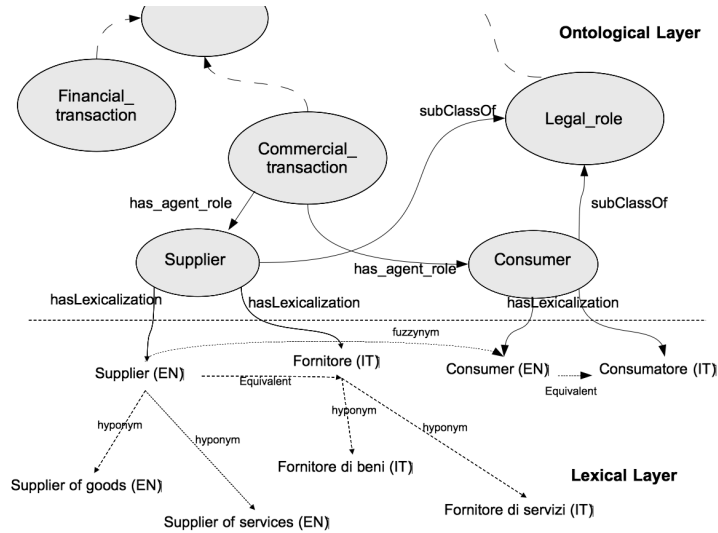 Ontological Layer
Financial_
transaction
subClassOf
Legal_role
Commercial_
transaction
has_agent_role
subClassOf
Supplier
has_agent_role
Consumer
hasLexicalization
hasLexicalization
hasLexicalization
fuzzynym
Supplier (EN)
Fornitore (IT)
Consumer (EN)
Consumatore (IT)
Equivalent
Equivalent
hyponym
hyponym
hyponym
hyponym
Fornitore di beni (IT)
Lexical Layer
Supplier of goods (EN)
Fornitore di servizi (IT)
Supplier of services (EN)